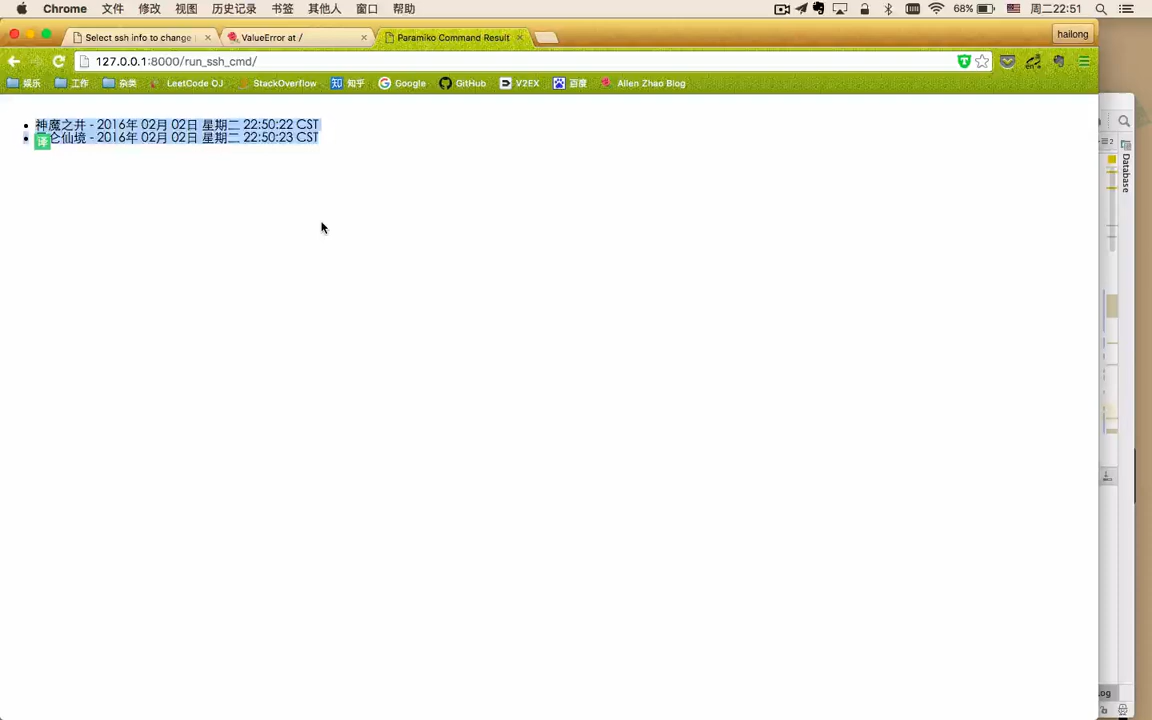 Chrome 文件 修改 视图 历史记录 书签 其他人 窗口 帮助 68% 周二22:51
Select ssh info to change
ValueError at /
Paramiko Command Result
hailong
127.0.0.1:8000/run_ssh_cmd/
娱乐 工作 杂类 LeetCode OJ StackOverflow 知 知乎 Google GitHub V2EX 百度 Allen Zhao Blog
神魔之井 - 2016年 02月 02日 星期二 22:50:22 CST
仑仙境 - 2016年 02月 02日 星期二 22:50:23 CST
译
Database